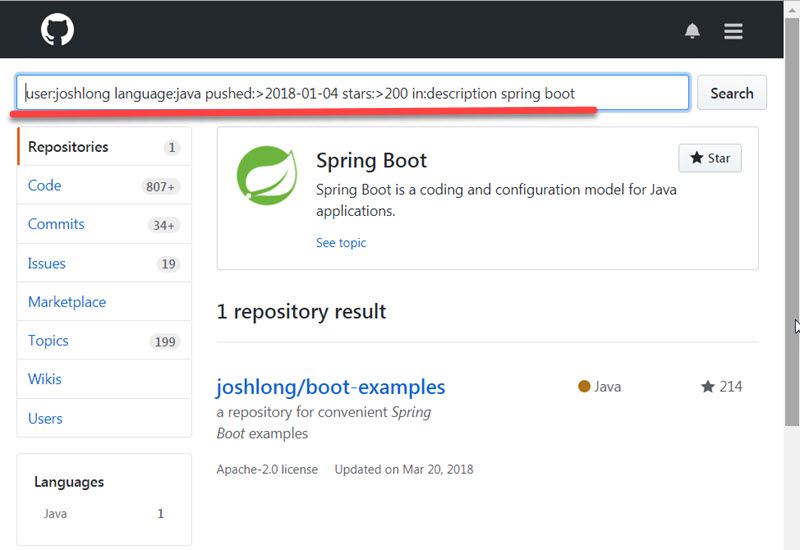 user:joshlong language:java pushed:>2018-01-04 stars:>200 in:description spring boot
Search
Repositories 1
Code 807+
Commits 34+
Issues 19
Marketplace
Topics 199
Wikis
Users
Languages
Java 1
Spring Boot
Star
Spring Boot is a coding and configuration model for Java
applications.
See topic
1 repository result
joshlong/boot-examples
Java
214
a repository for convenient Spring
Boot examples
Apache-2.0 license Updated on Mar 20, 2018